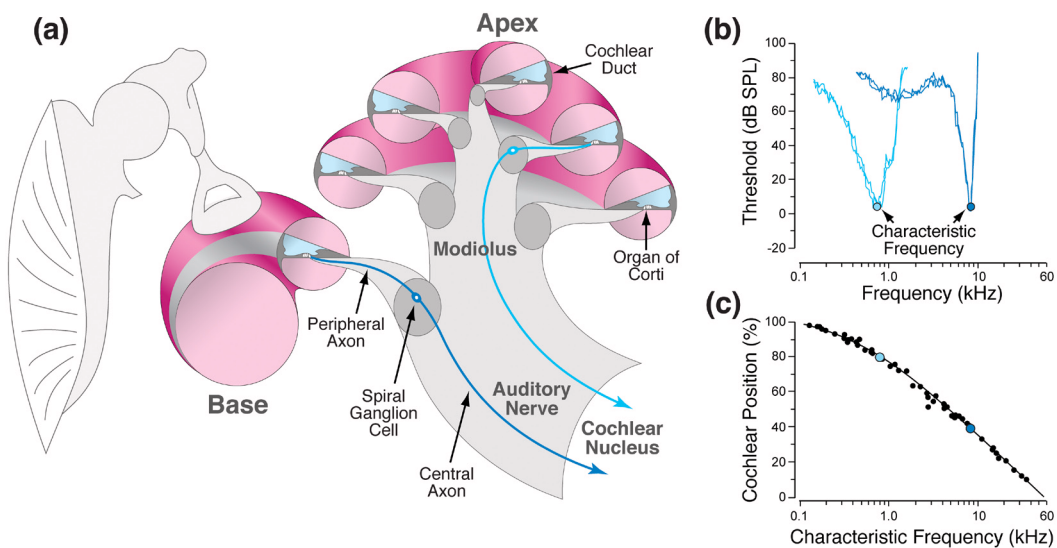 (a)
Apex
Cochlear
Duct
Modiolus
Organ of
Corti
Peripheral
Axon
Base
Spiral
Ganglion
Cell
Auditory
Nerve
Cochlear
Nucleus
Central
Axon
(b)
Threshold (dB SPL)
100
80
60
40
20
0
-20
Characteristic
Frequency
0.1 1.0 10 60
Frequency (kHz)
(c)
Cochlear Position (%)
100
80
60
40
20
0
0.1 1.0 10 60
Characteristic Frequency (kHz)